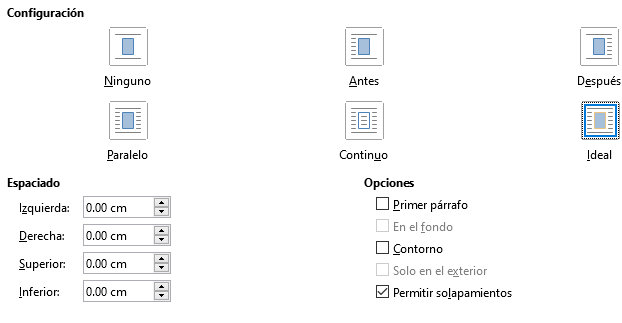 Configuración
Ninguno Antes Después
Paralelo Continuo Ideal
Espaciado Opciones
Izquierda: 0.00 cm Primer párrafo
En el fondo
Derecha: 0.00 cm Contorno
Superior: 0.00 cm Solo en el exterior
Inferior: 0.00 cm Permitir solapamientos